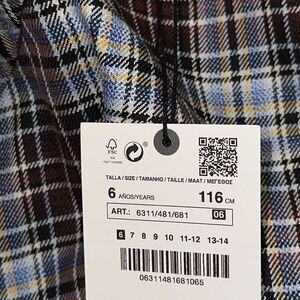 FSC
TALLA / SIZE / TAMANHO / TAILLE / MAAT / ΜΕΓΕΘΟΣ
6 AÑOS/YEARS 116 CM
ART.: 6311/481/681 06
6 7 8 9 10 11-12 13-14
06311481681065